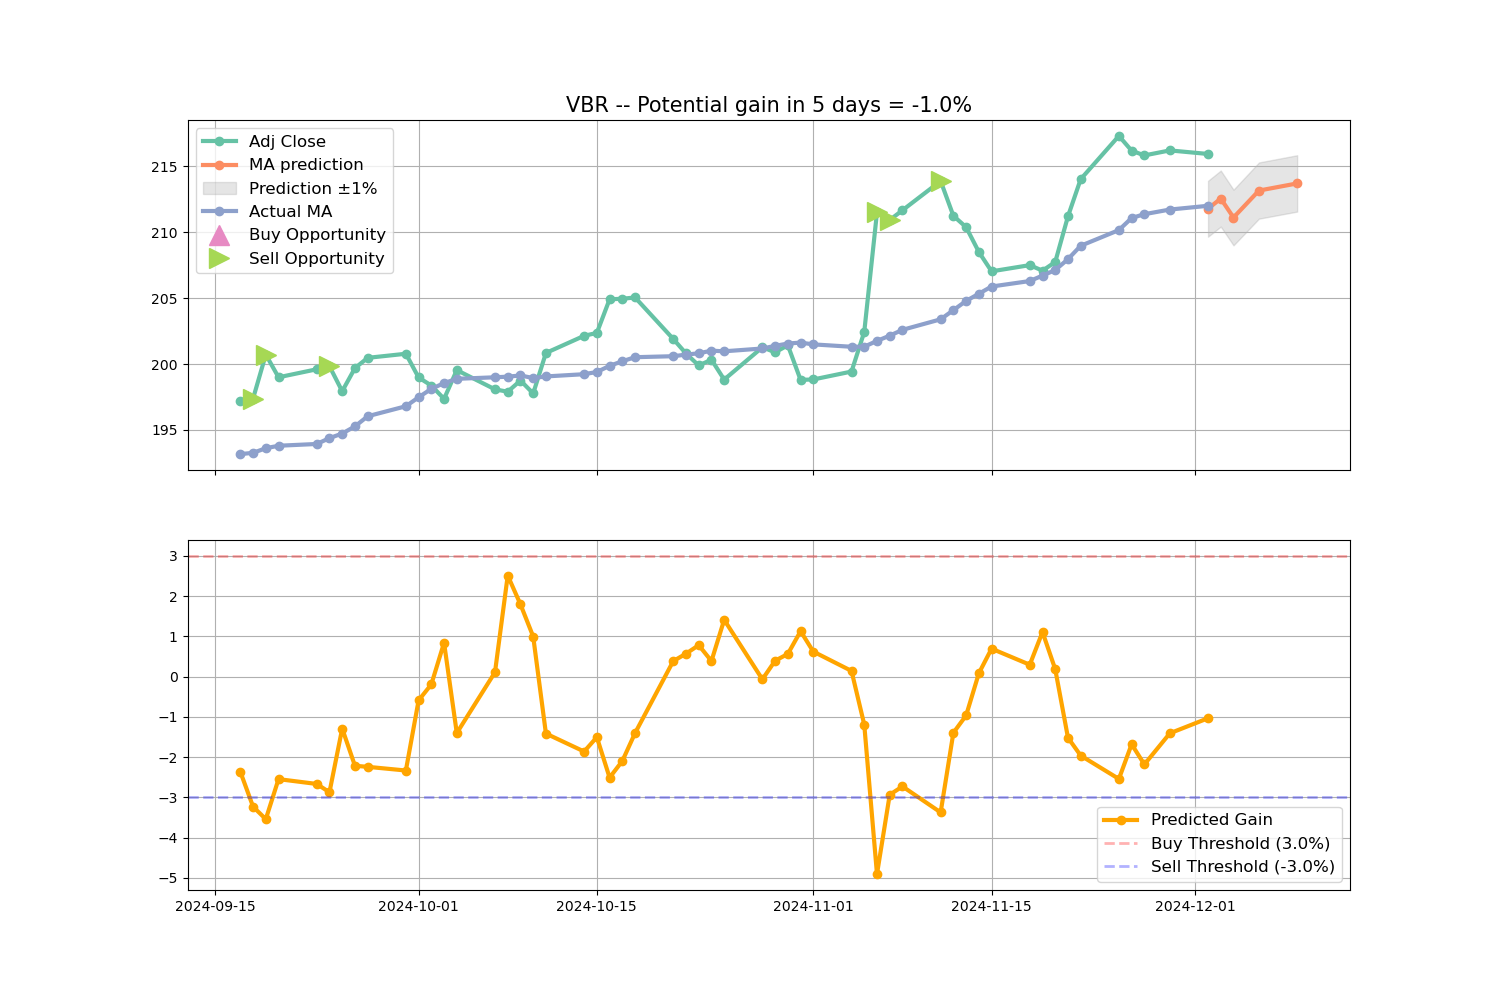 VBR -- Potential gain in 5 days = -1.0%
Adj Close
MA prediction
Prediction ±1%
Actual MA
Buy Opportunity
Sell Opportunity
215
210
205
200
195
3
2
1
0
−1
−2
−3
−4
−5
Predicted Gain
Buy Threshold (3.0%)
Sell Threshold (-3.0%)
2024-09-15
2024-10-01
2024-10-15
2024-11-01
2024-11-15
2024-12-01